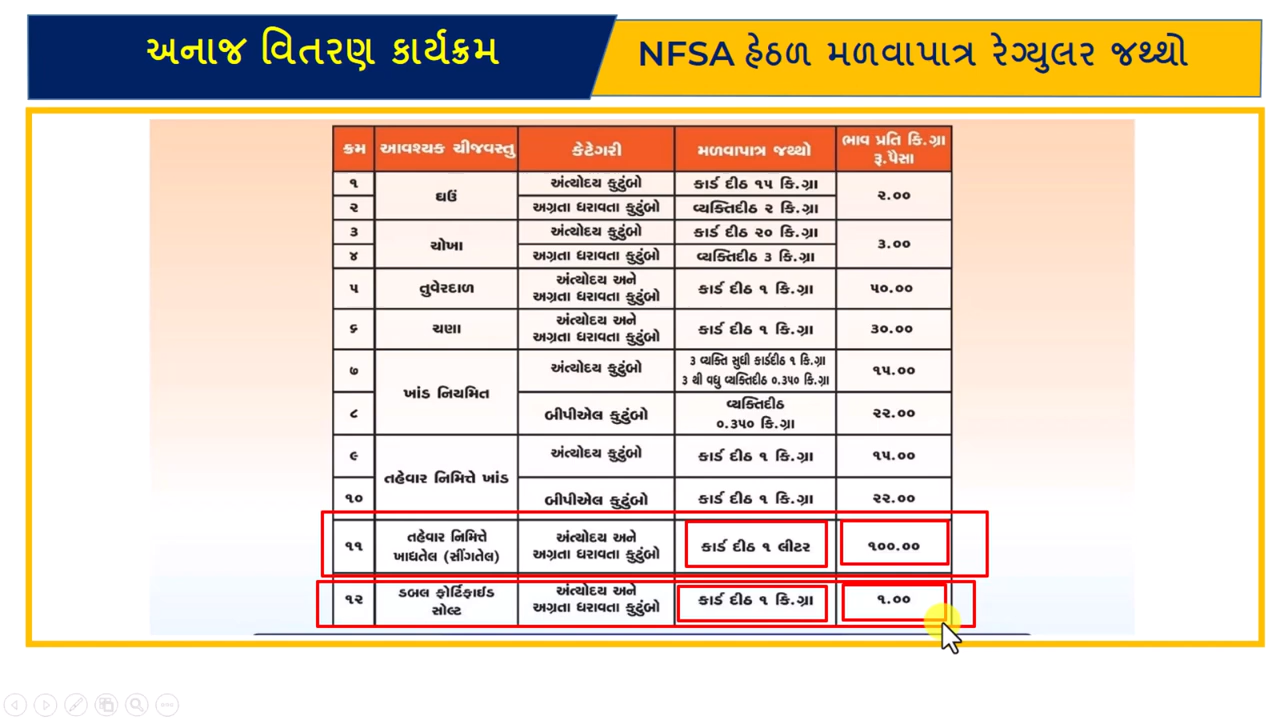 અનાજ વિતરણ કાર્યક્રમ
NFSA હેઠળ મળવાપાત્ર રેગ્યુલર જથ્થો
ક્રમ આવશ્યક ચીજવસ્તુ કેટેગરી મળવાપાત્ર જથ્થો ભાવ પ્રતિ કિ.ગ્રા
રૂ.પૈસા
૧ ઘઉં અંત્યોદય કુટુંબો કાર્ડ દીઠ ૧૫ કિ.ગ્રા ૨.૦૦
૨ અગ્રતા ધરાવતા કુટુંબો વ્યક્તિદીઠ ૨ કિ.ગ્રા
૩ ચોખા અંત્યોદય કુટુંબો કાર્ડ દીઠ ૨૦ કિ.ગ્રા ૩.૦૦
૪ અગ્રતા ધરાવતા કુટુંબો વ્યક્તિદીઠ ૩ કિ.ગ્રા
૫ તુવેરદાળ અંત્યોદય અને
અગ્રતા ધરાવતા કુટુંબો કાર્ડ દીઠ ૧ કિ.ગ્રા ૫૦.૦૦
૬ ચણા અંત્યોદય અને
અગ્રતા ધરાવતા કુટુંબો કાર્ડ દીઠ ૧ કિ.ગ્રા ૩૦.૦૦
૭ ખાંડ નિયમિત અંત્યોદય કુટુંબો ૩ વ્યક્તિ સુધી કાર્ડદીઠ ૧ કિ.ગ્રા
૩ થી વધુ વ્યક્તિદીઠ ૦.૩૫૦ કિ.ગ્રા ૧૫.૦૦
૮ બીપીએલ કુટુંબો વ્યક્તિદીઠ
૦.૩૫૦ કિ.ગ્રા ૨૨.૦૦
૯ તહેવાર નિમિત્તે ખાંડ અંત્યોદય કુટુંબો કાર્ડ દીઠ ૧ કિ.ગ્રા ૧૫.૦૦
૧૦ બીપીએલ કુટુંબો કાર્ડ દીઠ ૧ કિ.ગ્રા ૨૨.૦૦
૧૧ તહેવાર નિમિત્તે
ખાદ્યતેલ (સીંગતેલ) અંત્યોદય અને
અગ્રતા ધરાવતા કુટુંબો કાર્ડ દીઠ ૧ લીટર ૧૦૦.૦૦
૧૨ ડબલ ફોર્ટિફાઈડ
સોલ્ટ અંત્યોદય અને
અગ્રતા ધરાવતા કુટુંબો કાર્ડ દીઠ ૧ કિ.ગ્રા ૧.૦૦